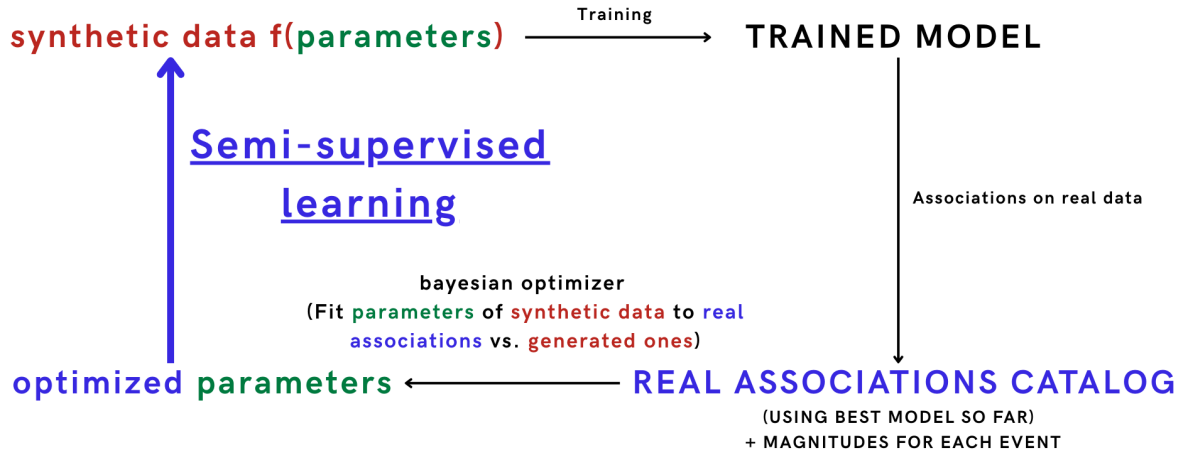 synthetic data f(parameters)
Training
TRAINED MODEL
Semi-supervised
learning
Associations on real data
bayesian optimizer
(Fit parameters of synthetic data to real
associations vs. generated ones)
optimized parameters
REAL ASSOCIATIONS CATALOG
(USING BEST MODEL SO FAR)
+ MAGNITUDES FOR EACH EVENT